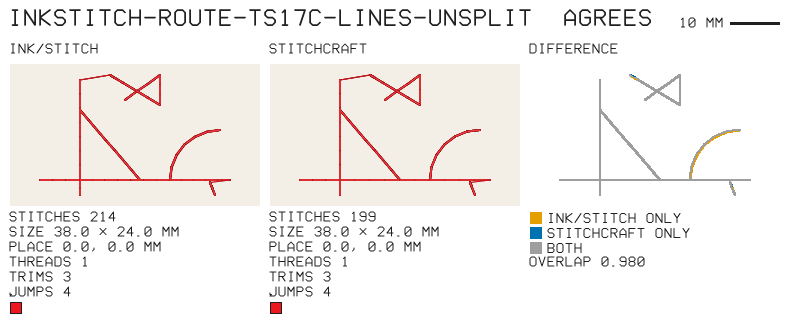 INKSTITCH-ROUTE-TS17C-LINES-UNSPLIT AGREES 10 MM
INK/STITCH STITCHCRAFT DIFFERENCE
STITCHES 214 STITCHES 199 INK/STITCH ONLY
SIZE 38.0 × 24.0 MM SIZE 38.0 × 24.0 MM STITCHCRAFT ONLY
PLACE 0.0, 0.0 MM PLACE 0.0, 0.0 MM BOTH
THREADS 1 THREADS 1 OVERLAP 0.980
TRIMS 3 TRIMS 3
JUMPS 4 JUMPS 4